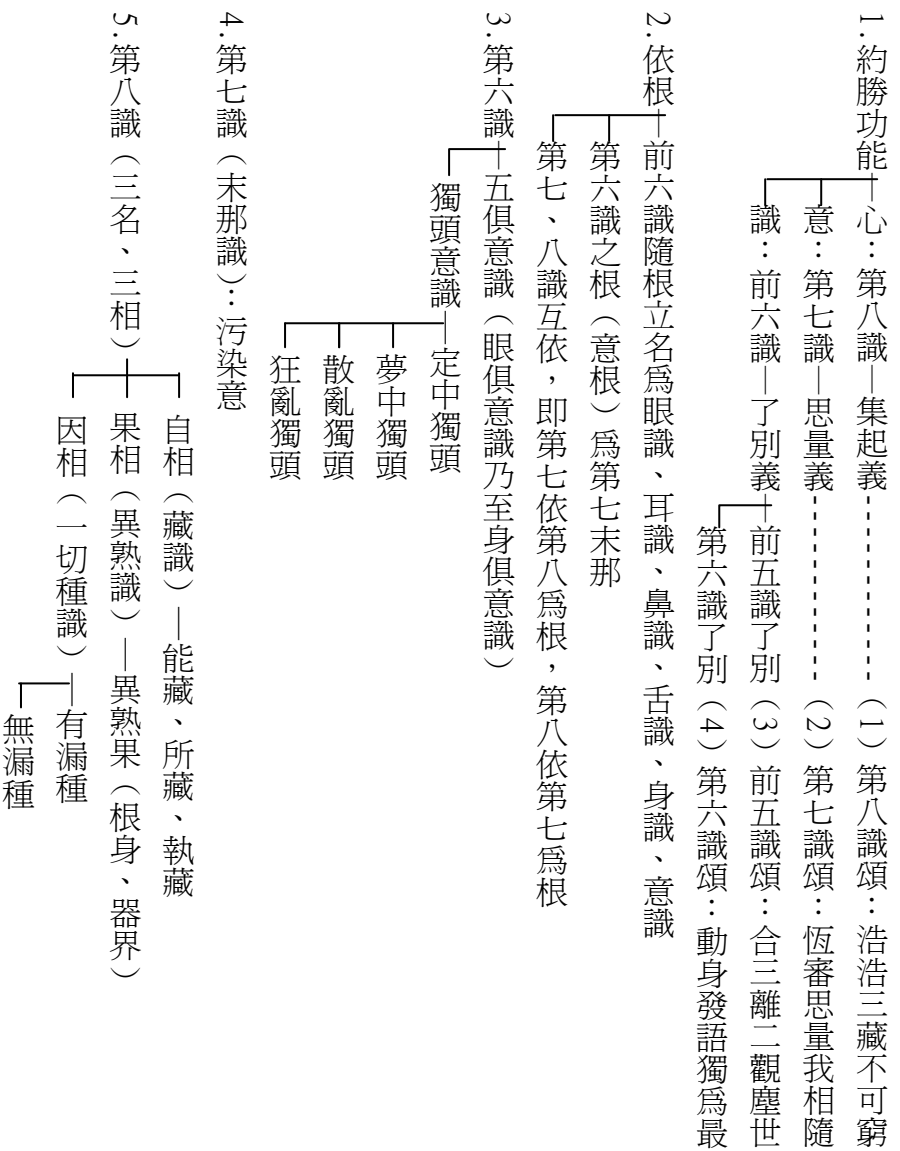 1.約勝功能—心：第八識—集起義--------（1）第八識頌：浩浩三藏不可窮
意：第七識—思量義--------（2）第七識頌：恆審思量我相隨
識：前六識—了別義—前五識了別（3）前五識頌：合三離二觀塵世
第六識了別（4）第六識頌：動身發語獨爲最
2.依根—前六識隨根立名爲眼識、耳識、鼻識、舌識、身識、意識
第六識之根（意根）爲第七末那
第七、八識互依，即第七依第八爲根，第八依第七爲根
3.第六識—五俱意識（眼俱意識乃至身俱意識）
獨頭意識—定中獨頭
夢中獨頭
散亂獨頭
狂亂獨頭
4.第七識（末那識）：污染意
5.第八識（三名、三相）
自相（藏識）—能藏、所藏、執藏
果相（異熟識）—異熟果（根身、器界）
因相（一切種識）—有漏種
無漏種